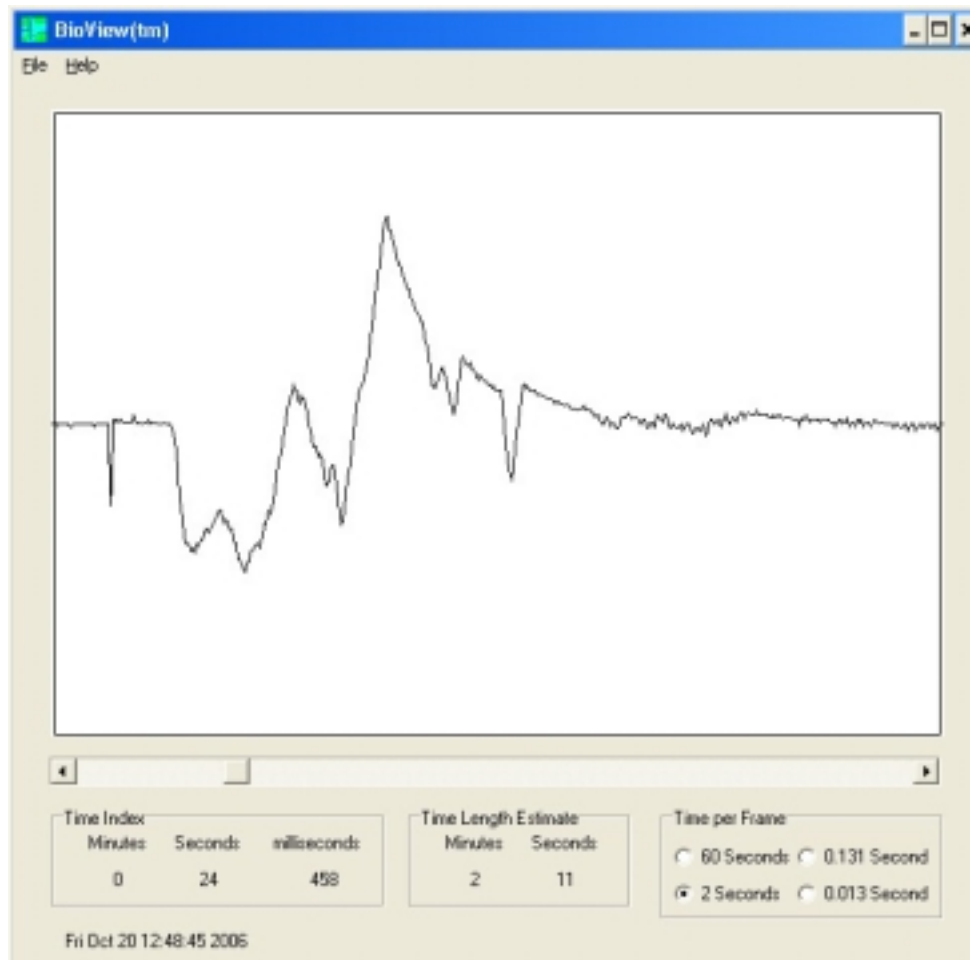 BioView(tm)
File Help
Time Index
Minutes Seconds milliseconds
0 24 458
Time Length Estimate
Minutes Seconds
2 11
Time per Frame
60 Seconds 0.131 Second
2 Seconds 0.013 Second
Fri Oct 20 12:48:45 2006